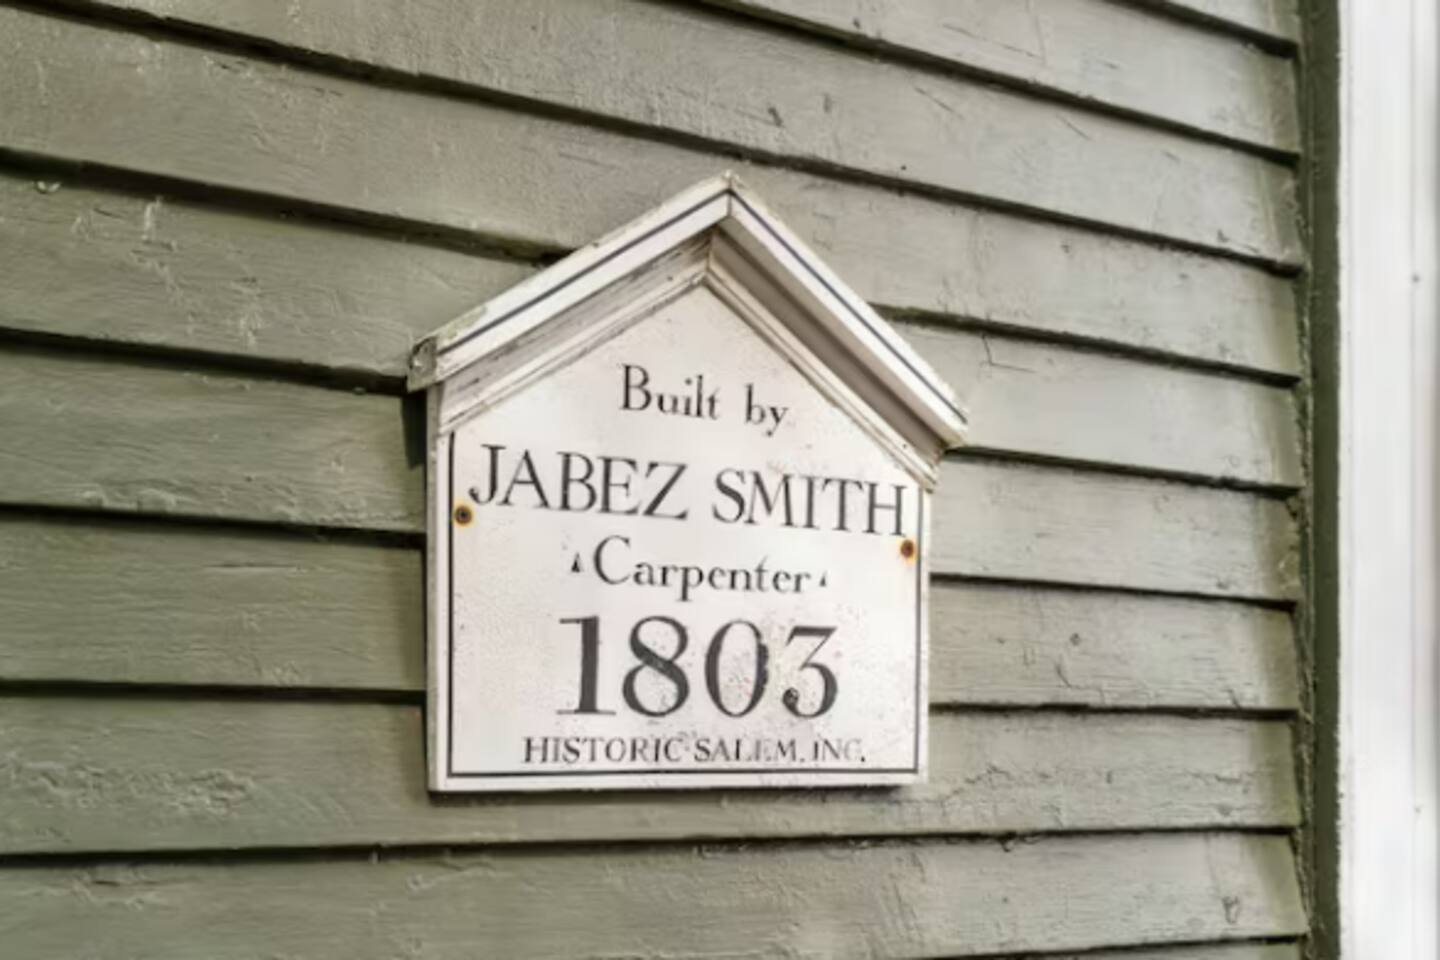 Built by
JABEZ SMITH
Carpenter
1803
HISTORIC SALEM, INC.